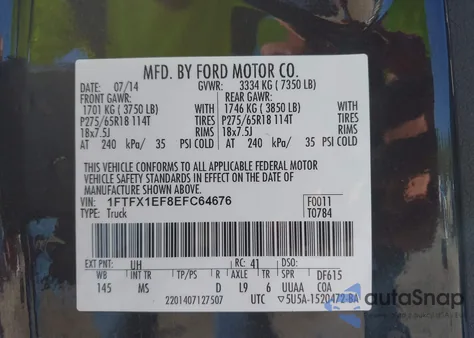 MFD. BY FORD MOTOR CO.
DATE: 07/14 GVWR: 3334 KG ( 7350 LB)
FRONT GAWR: REAR GAWR:
1701 KG ( 3750 LB) WITH 1746 KG ( 3850 LB) WITH
P275/65R18 114T TIRES P275/65R18 114T TIRES
18x7.5J RIMS 18x7.5J RIMS
AT 240 kPa/ 35 PSI COLD AT 240 kPa/ 35 PSI COLD
THIS VEHICLE CONFORMS TO ALL APPLICABLE FEDERAL MOTOR
VEHICLE SAFETY STANDARDS IN EFFECT ON THE DATE OF
MANUFACTURE SHOWN ABOVE.
VIN: 1FTFX1EF8EFC64676 F0011
TYPE: Truck T0784
EXT PNT: UH RC: 41 DSO:
WB INT TR TP/PS R AXLE TR SPR DF615
145 MS D L9 6 UUAA COA
2201407127507 UTC ▽5U5A-1520472-BA
autoSnap
www.autosnap.com